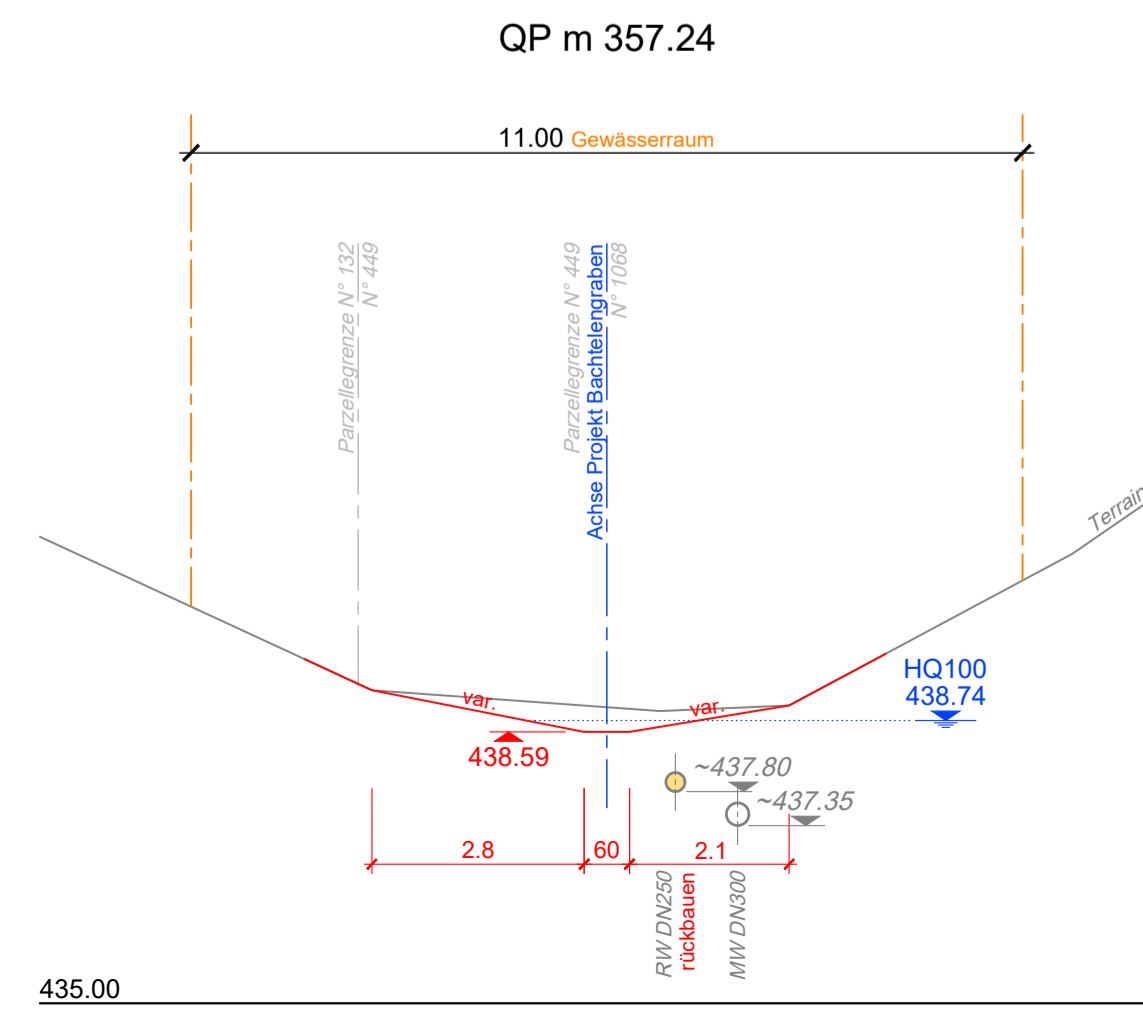 QP m 357.24
11.00 Gewässerraum
Parzellegrenze N° 132
N° 449
Parzellegrenze N° 449
Achse Projekt Bachtelengraben
N° 1068
Terrain
HQ100
438.74
var.
var.
438.59
~437.80
~437.35
2.8
60
2.1
RW DN250
rückbauen
MW DN300
435.00